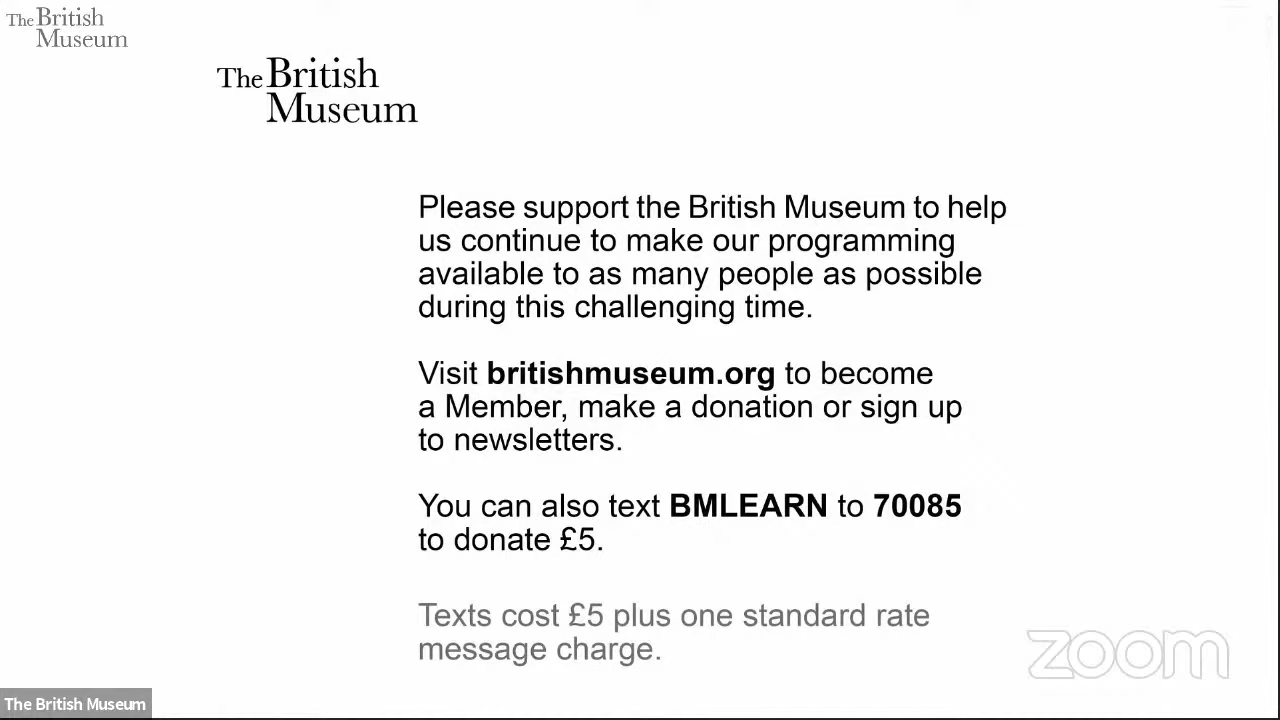 The British
Museum
The British
Museum
Please support the British Museum to help
us continue to make our programming
available to as many people as possible
during this challenging time.
Visit britishmuseum.org to become
a Member, make a donation or sign up
to newsletters.
You can also text BMLEARN to 70085
to donate £5.
Texts cost £5 plus one standard rate
message charge.
zoom
The British Museum